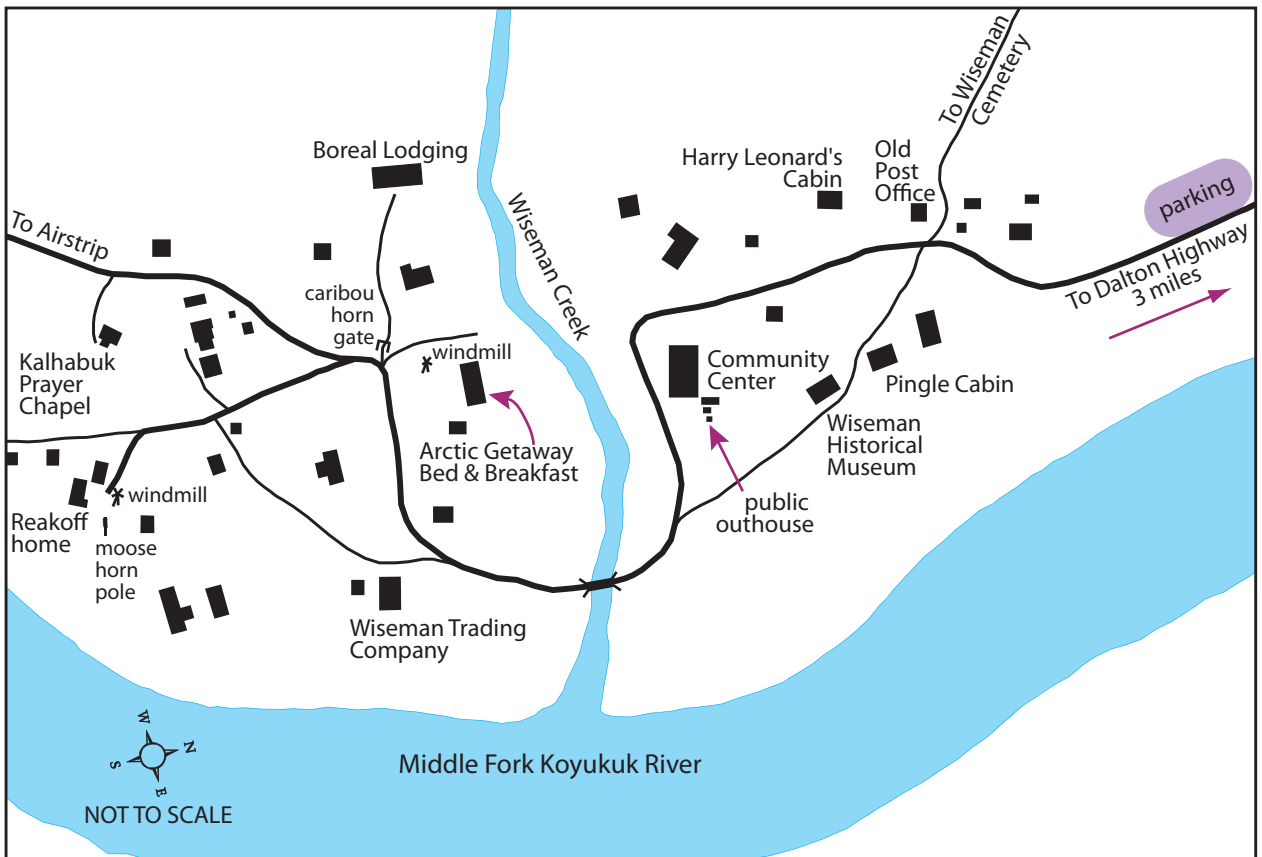 To Wiseman
Cemetery
Boreal Lodging
Harry Leonard's
Cabin
Old
Post
Office
parking
To Airstrip
Wiseman Creek
To Dalton Highway
3 miles
caribou
horn
gate
windmill
Kalhabuk
Prayer
Chapel
Community
Center
Pingle Cabin
Arctic Getaway
Bed & Breakfast
Wiseman
Historical
Museum
windmill
public
outhouse
Reakoff
home
moose
horn
pole
Wiseman Trading
Company
W
N
S
E
Middle Fork Koyukuk River
NOT TO SCALE